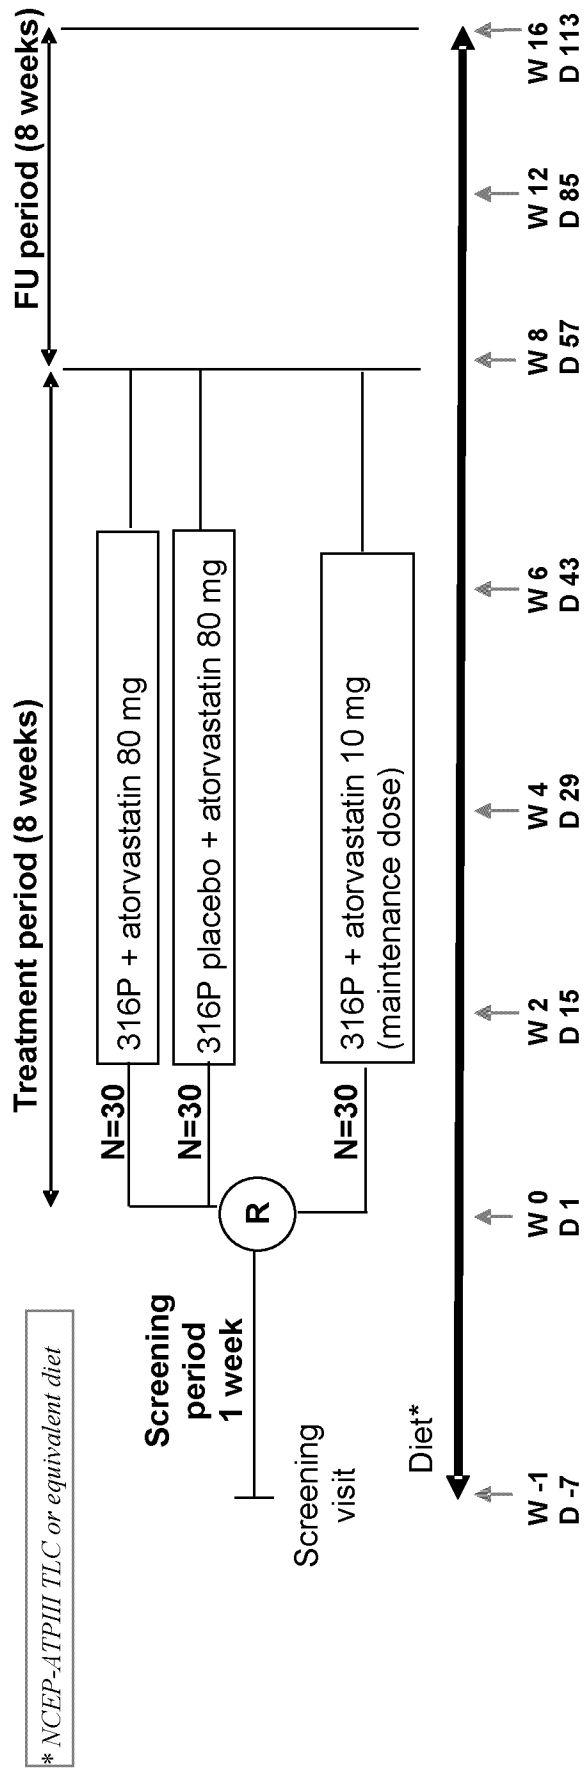 * NCEP-ATPIII TLC or equivalent diet
Treatment period (8 weeks)
FU period (8 weeks)
Screening
period
1 week
Screening
visit
R
N=30
316P + atorvastatin 80 mg
N=30
316P placebo + atorvastatin 80 mg
N=30
316P + atorvastatin 10 mg
(maintenance dose)
Diet*
W -1
D -7
W 0
D 1
W 2
D 15
W 4
D 29
W 6
D 43
W 8
D 57
W 12
D 85
W 16
D 113